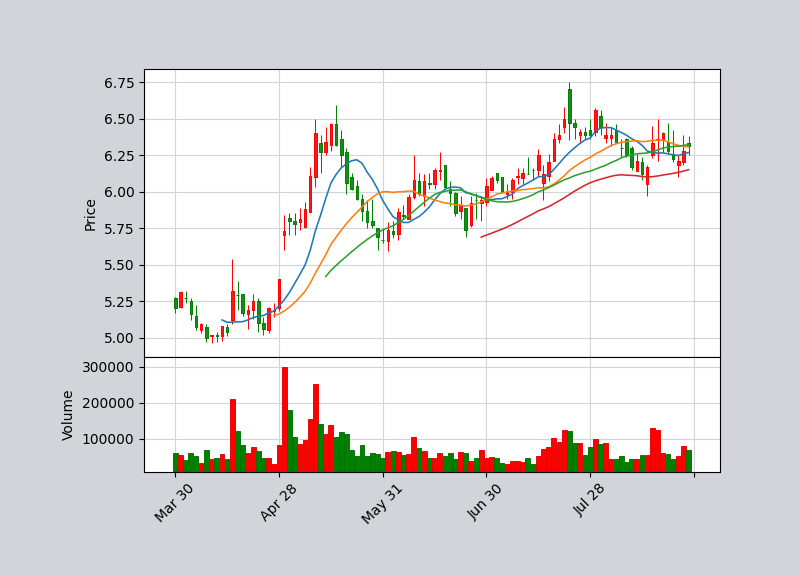 6.75
6.50
6.25
6.00
5.75
5.50
5.25
5.00
Price
300000
200000
100000
Volume
Mar 30
Apr 28
May 31
Jun 30
Jul 28